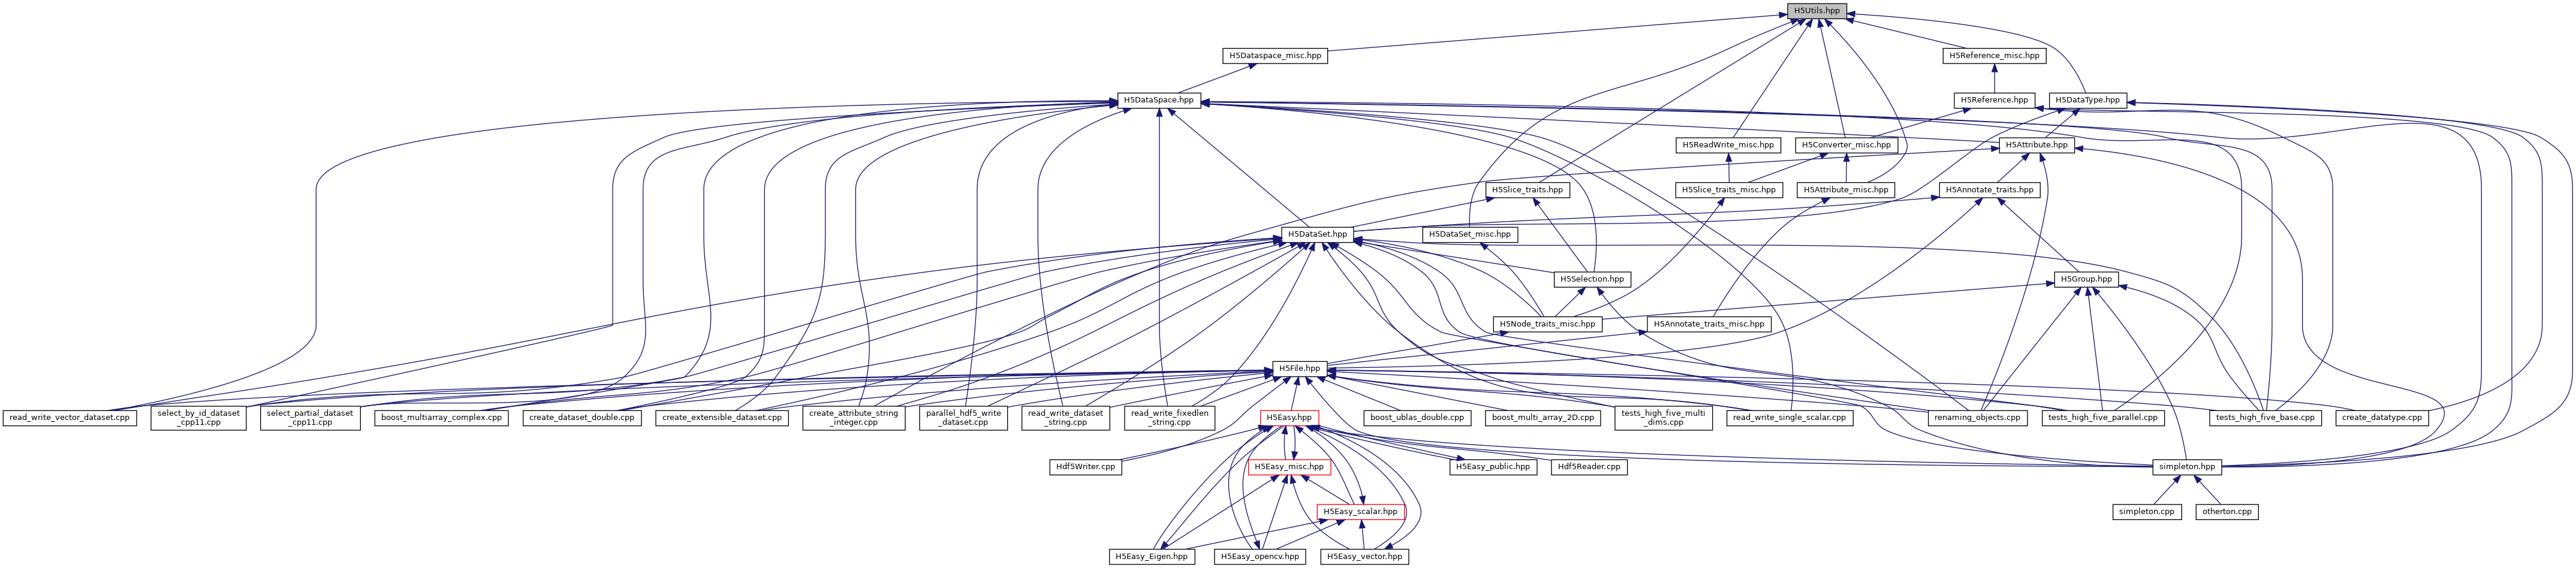 H5Utils.hpp
H5Dataspace_misc.hpp
H5Reference_misc.hpp
H5DataSpace.hpp
H5Reference.hpp
H5DataType.hpp
H5ReadWrite_misc.hpp
H5Converter_misc.hpp
H5Attribute.hpp
H5Slice_traits.hpp
H5Slice_traits_misc.hpp
H5Attribute_misc.hpp
H5Annotate_traits.hpp
H5DataSet.hpp
H5DataSet_misc.hpp
H5Selection.hpp
H5Group.hpp
H5Node_traits_misc.hpp
H5Annotate_traits_misc.hpp
H5File.hpp
read_write_vector_dataset.cpp
select_by_id_dataset
_cpp11.cpp
select_partial_dataset
_cpp11.cpp
boost_multiarray_complex.cpp
create_dataset_double.cpp
create_extensible_dataset.cpp
create_attribute_string
_integer.cpp
parallel_hdf5_write
_dataset.cpp
read_write_dataset
_string.cpp
read_write_fixedlen
_string.cpp
H5Easy.hpp
boost_ublas_double.cpp
boost_multi_array_2D.cpp
tests_high_five_multi
_dims.cpp
read_write_single_scalar.cpp
renaming_objects.cpp
tests_high_five_parallel.cpp
tests_high_five_base.cpp
create_datatype.cpp
Hdf5Writer.cpp
H5Easy_misc.hpp
H5Easy_public.hpp
Hdf5Reader.cpp
simpleton.hpp
H5Easy_scalar.hpp
simpleton.cpp
otherton.cpp
H5Easy_Eigen.hpp
H5Easy_opencv.hpp
H5Easy_vector.hpp